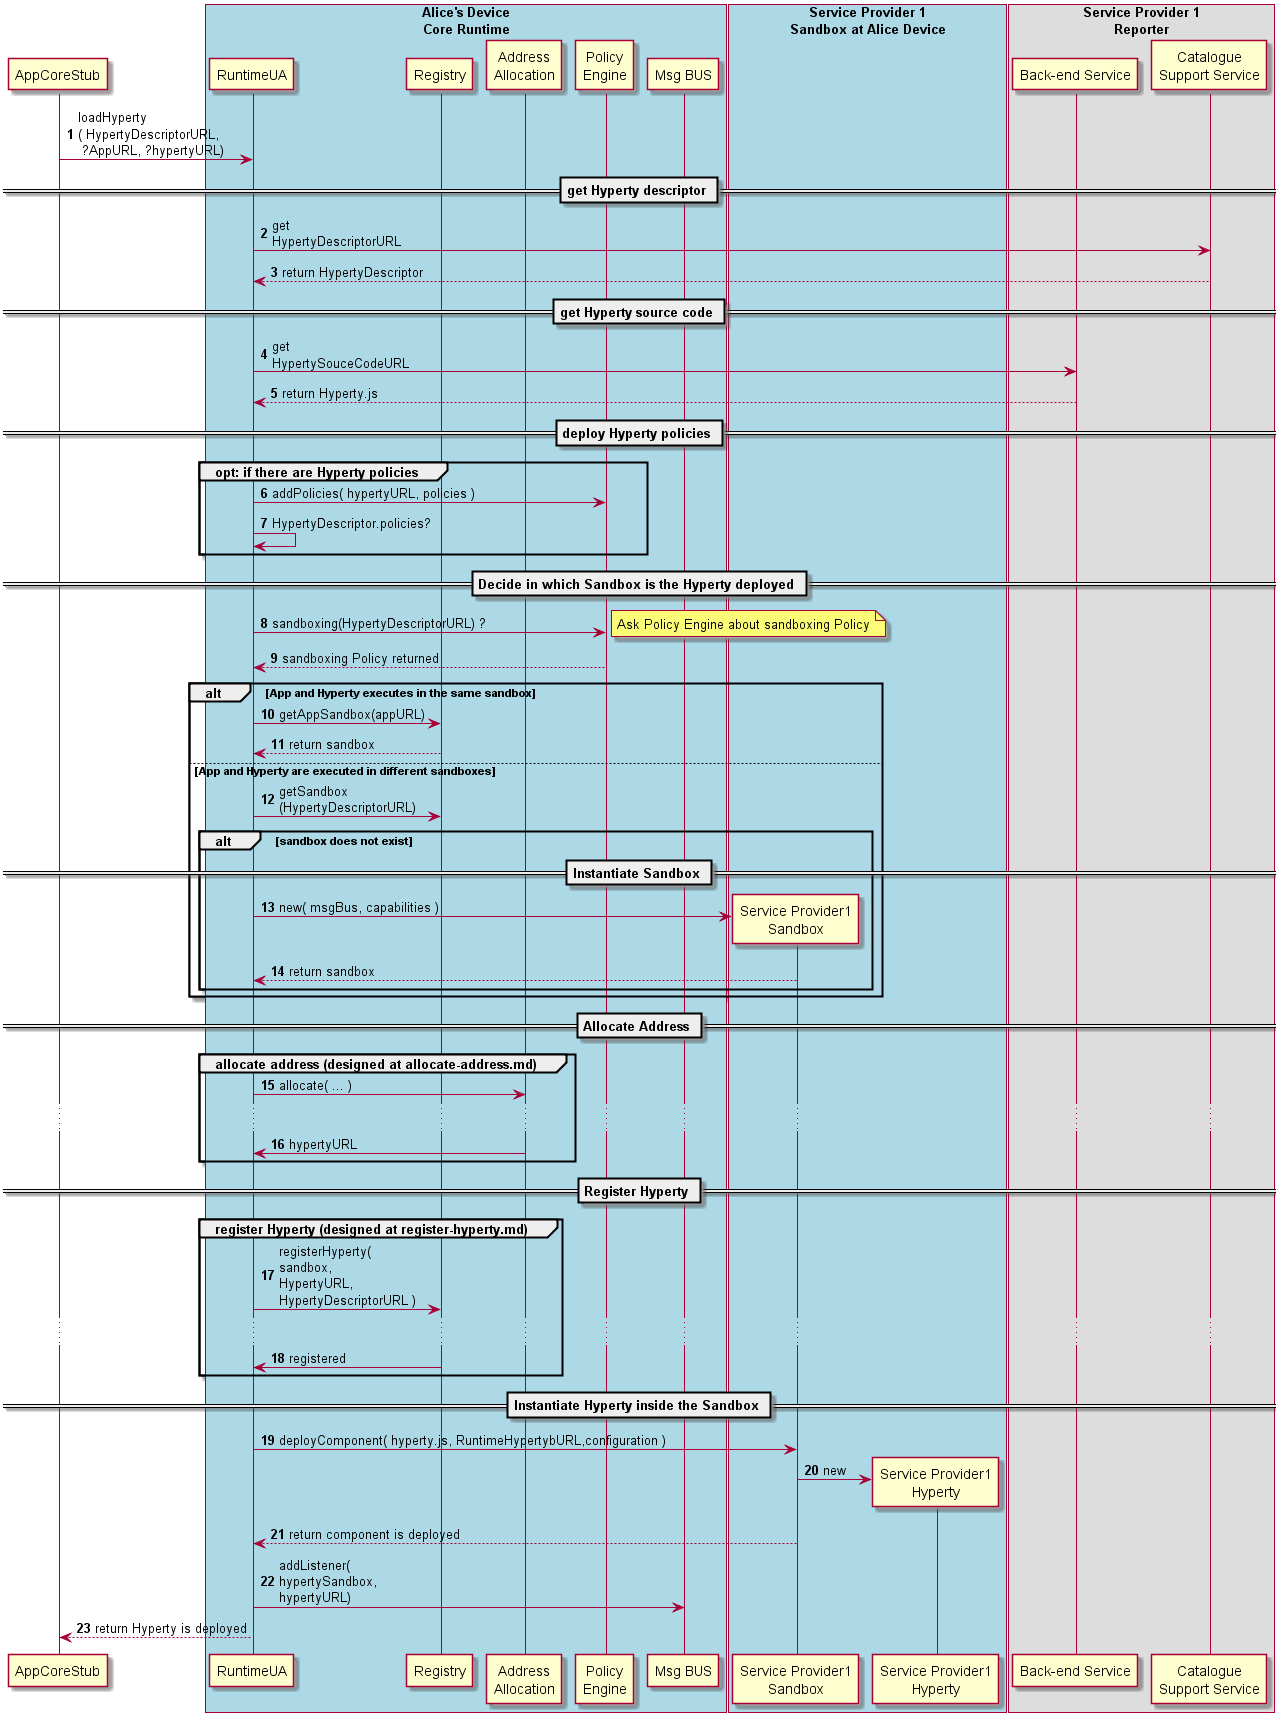 Alice's Device
Core Runtime
Service Provider 1
Sandbox at Alice Device
Service Provider 1
Reporter
AppCoreStub
RuntimeUA
Registry
Address
Allocation
Policy
Engine
Msg BUS
Back-end Service
Catalogue
Support Service
loadHyperty
1 ( HypertyDescriptorURL,
?AppURL, ?hypertyURL)
get Hyperty descriptor
2 get
HypertyDescriptorURL
3 return HypertyDescriptor
get Hyperty source code
4 get
HypertySouceCodeURL
5 return Hyperty.js
deploy Hyperty policies
opt: if there are Hyperty policies
6 addPolicies( hypertyURL, policies )
7 HypertyDescriptor.policies?
Decide in which Sandbox is the Hyperty deployed
8 sandboxing(HypertyDescriptorURL) ?
Ask Policy Engine about sandboxing Policy
9 sandboxing Policy returned
alt [App and Hyperty executes in the same sandbox]
10 getAppSandbox(appURL)
11 return sandbox
[App and Hyperty are executed in different sandboxes]
12 getSandbox
(HypertyDescriptorURL)
alt [sandbox does not exist]
Instantiate Sandbox
13 new( msgBus, capabilities )
Service Provider1
Sandbox
14 return sandbox
Allocate Address
allocate address (designed at allocate-address.md)
15 allocate( ... )
16 hypertyURL
Register Hyperty
register Hyperty (designed at register-hyperty.md)
registerHyperty(
sandbox,
17 HypertyURL,
HypertyDescriptorURL )
18 registered
Instantiate Hyperty inside the Sandbox
19 deployComponent( hyperty.js, RuntimeHypertybURL,configuration )
20 new
Service Provider1
Hyperty
21 return component is deployed
addListener(
22 hypertySandbox,
hypertyURL)
23 return Hyperty is deployed
AppCoreStub
RuntimeUA
Registry
Address
Allocation
Policy
Engine
Msg BUS
Service Provider1
Sandbox
Service Provider1
Hyperty
Back-end Service
Catalogue
Support Service